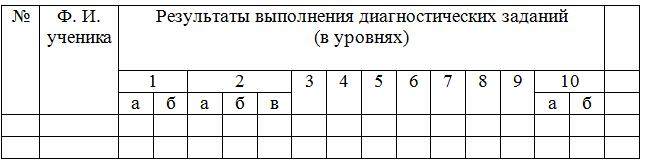 № Ф. И. Результаты выполнения диагностических заданий
ученика (в уровнях)
1 2 3 4 5 6 7 8 9 10
а б а б в а б